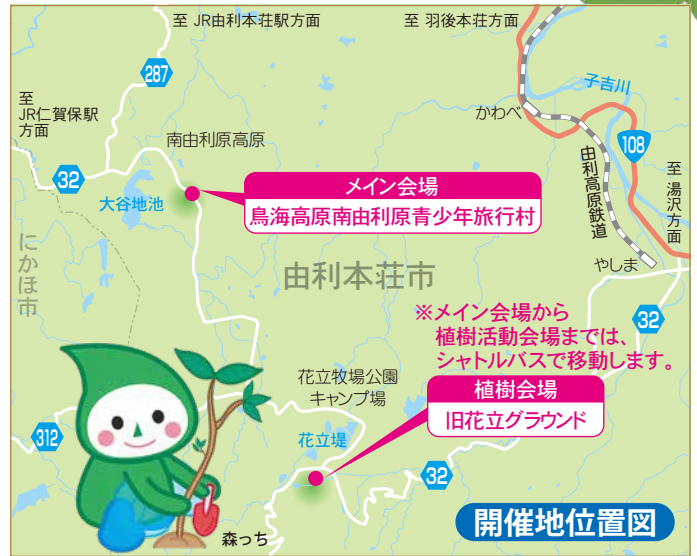 至 JR由利本荘駅方面
至 羽後本荘方面
287
至
JR仁賀保駅
方面
子吉川
かわべ
南由利原高原
108
32
大谷地池
メイン会場
鳥海高原南由利原青少年旅行村
由利高原鉄道
至 湯沢方面
にかほ市
由利本荘市
やしま
※メイン会場から
植樹活動会場までは、
シャトルバスで移動します。
32
花立牧場公園
キャンプ場
植樹会場
旧花立グラウンド
312
花立堤
32
森っち
開催地位置図